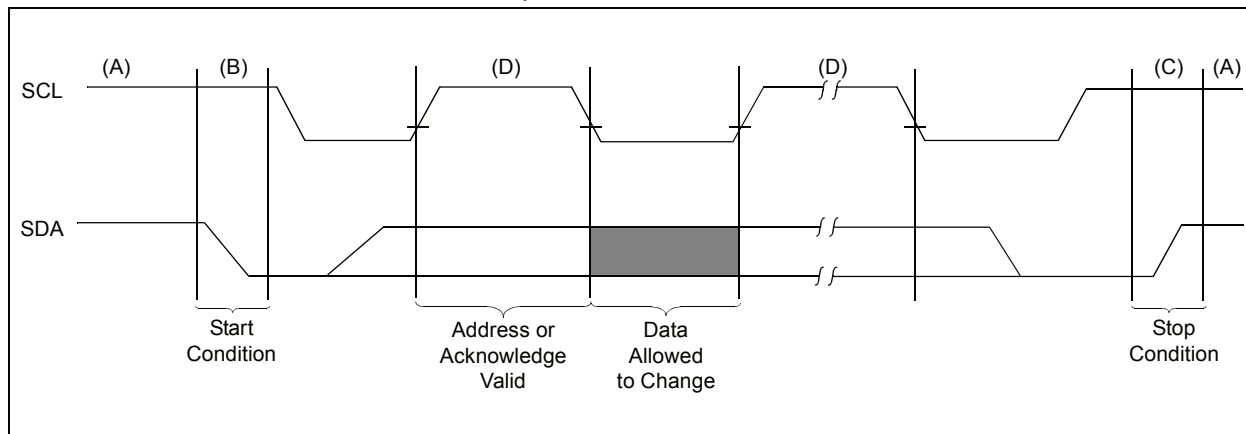 (A) (B) (D) (D) (C) (A)
SCL
SDA
Start
Condition
Address or
Acknowledge
Valid
Data
Allowed
to Change
Stop
Condition